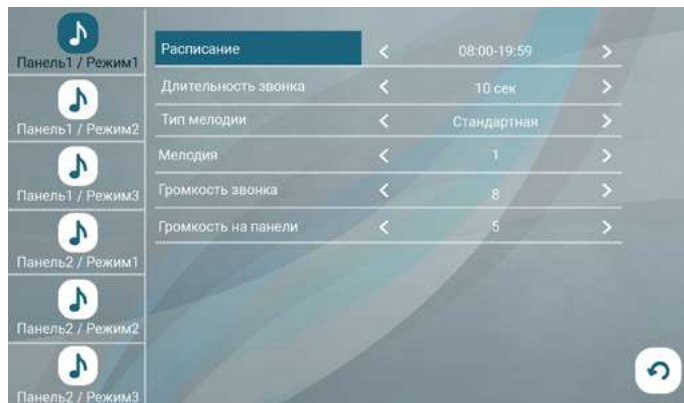 Панель1 / Режим1
Панель1 / Режим2
Панель1 / Режим3
Панель2 / Режим1
Панель2 / Режим2
Панель2 / Режим3
Расписание < 08:00-19:59 >
Длительность звонка < 10 сек >
Тип мелодии < Стандартная >
Мелодия < 1 >
Громкость звонка < 8 >
Громкость на панели < 5 >